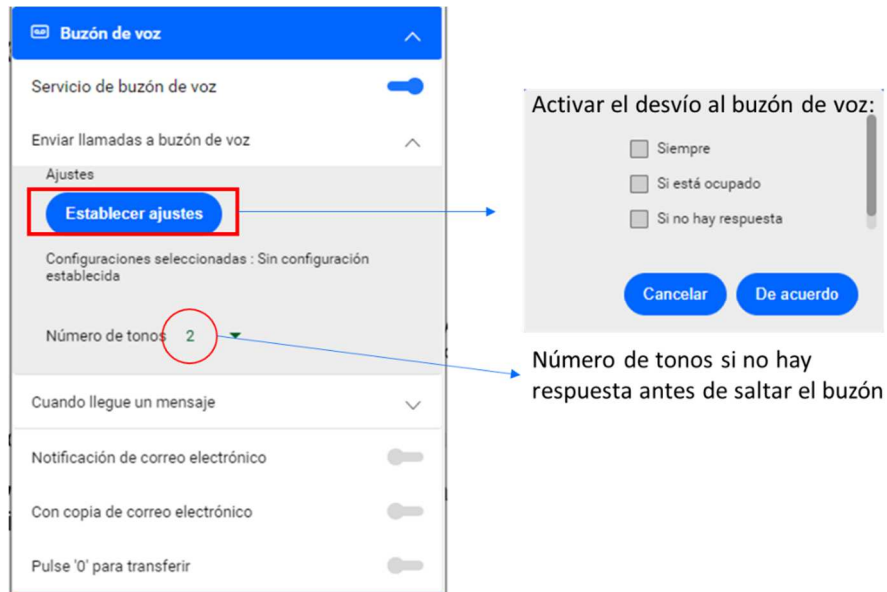 Buzón de voz
Servicio de buzón de voz
Enviar llamadas a buzón de voz
Ajustes
Establecer ajustes
Configuraciones seleccionadas : Sin configuración
establecida
Número de tonos 2
Cuando llegue un mensaje
Notificación de correo electrónico
Con copia de correo electrónico
Pulse '0' para transferir
Activar el desvío al buzón de voz:
Siempre
Si está ocupado
Si no hay respuesta
Cancelar De acuerdo
Número de tonos si no hay
respuesta antes de saltar el buzón